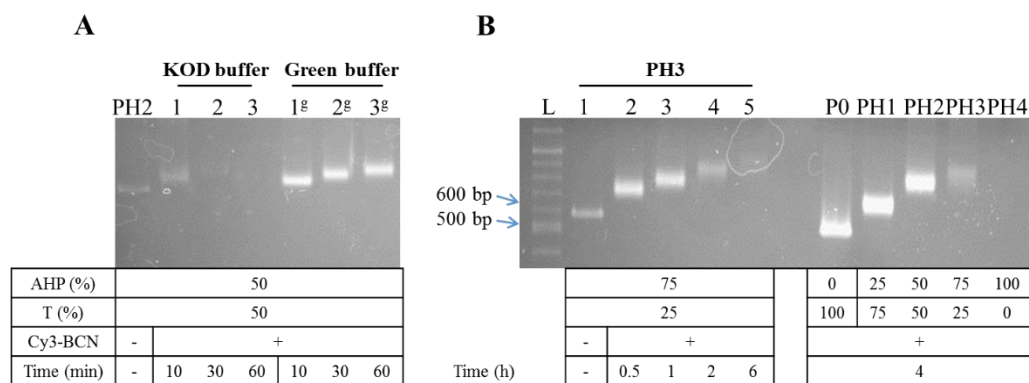 A
KOD buffer Green buffer
PH2 1 2 3 1g 2g 3g
AHP (%) 50
T (%) 50
Cy3-BCN - +
Time (min) - 10 30 60 10 30 60
B
PH3
L 1 2 3 4 5 P0 PH1 PH2 PH3 PH4
600 bp
500 bp
75 0 25 50 75 100
25 100 75 50 25 0
- + +
Time (h) - 0.5 1 2 6 4